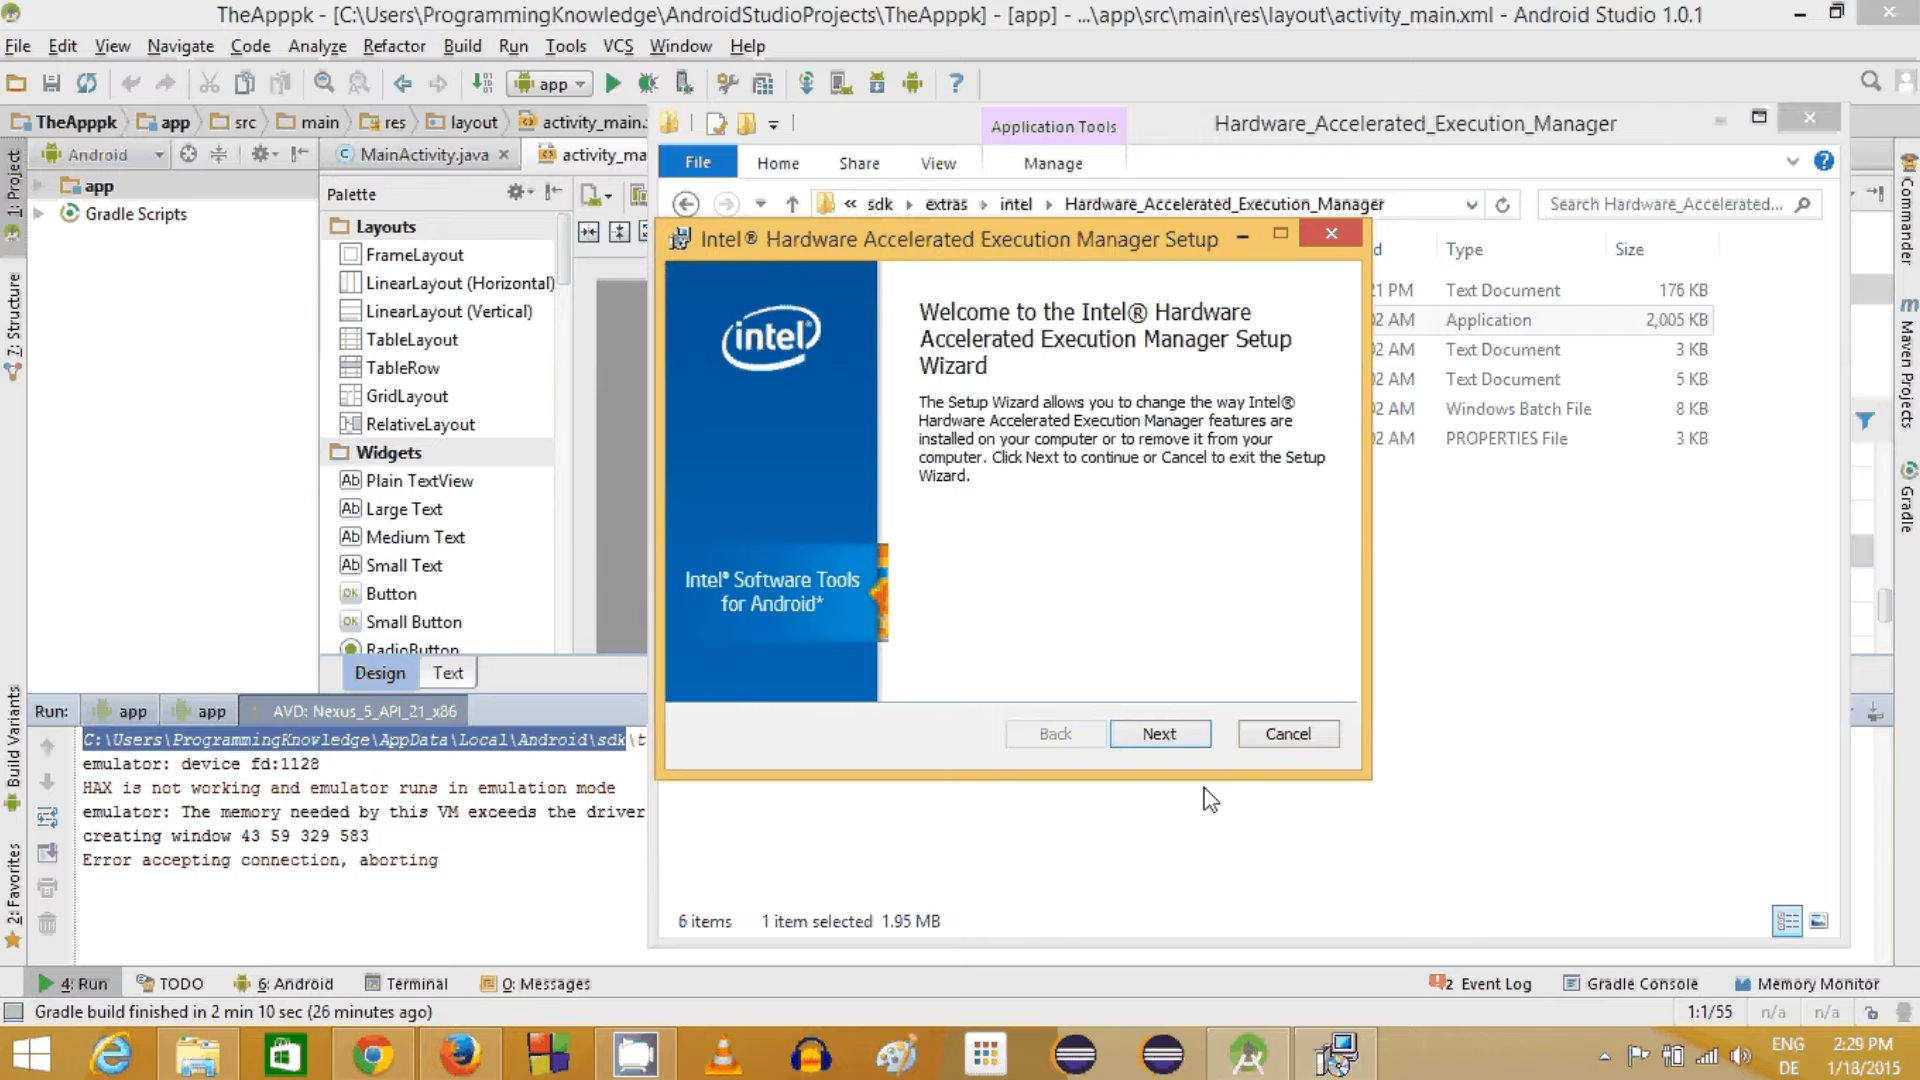 TheApppk - [C:\Users\ProgrammingKnowledge\AndroidStudioProjects\TheApppk] - [app] - ...\app\src\main\res\layout\activity_main.xml - Android Studio 1.0.1
File Edit View Navigate Code Analyze Refactor Build Run Tools VCS Window Help
app
TheApppk app src main res layout activity_main.
Application Tools
Hardware_Accelerated_Execution_Manager
Android
MainActivity.java
activity_ma
File Home Share View Manage
1: Project
app
Gradle Scripts
Palette
sdk extras intel Hardware_Accelerated_Execution_Manager
Search Hardware_Accelerated...
Commander
Layouts
FrameLayout
LinearLayout (Horizontal)
LinearLayout (Vertical)
TableLayout
TableRow
GridLayout
RelativeLayout
Widgets
Plain TextView
Large Text
Medium Text
Small Text
Button
Small Button
RadioButton
Design Text
7: Structure
Intel® Hardware Accelerated Execution Manager Setup
intel
Intel® Software Tools
for Android*
Welcome to the Intel® Hardware
Accelerated Execution Manager Setup
Wizard
The Setup Wizard allows you to change the way Intel®
Hardware Accelerated Execution Manager features are
installed on your computer or to remove it from your
computer. Click Next to continue or Cancel to exit the Setup
Wizard.
Back Next Cancel
d Type Size
21 PM Text Document 176 KB
02 AM Application 2,005 KB
02 AM Text Document 3 KB
02 AM Text Document 5 KB
02 AM Windows Batch File 8 KB
02 AM PROPERTIES File 3 KB
Maven Projects
Gradle
Build Variants
2: Favorites
Run: app app AVD: Nexus_5_API_21_x86
C:\Users\ProgrammingKnowledge\AppData\Local\Android\sdk\t
emulator: device fd:1128
HAX is not working and emulator runs in emulation mode
emulator: The memory needed by this VM exceeds the driver
creating window 43 59 329 583
Error accepting connection, aborting
6 items 1 item selected 1.95 MB
4: Run TODO 6: Android Terminal 0: Messages
2 Event Log Gradle Console Memory Monitor
Gradle build finished in 2 min 10 sec (26 minutes ago)
1:1/55 n/a n/a
ENG
DE
2:29 PM
1/18/2015